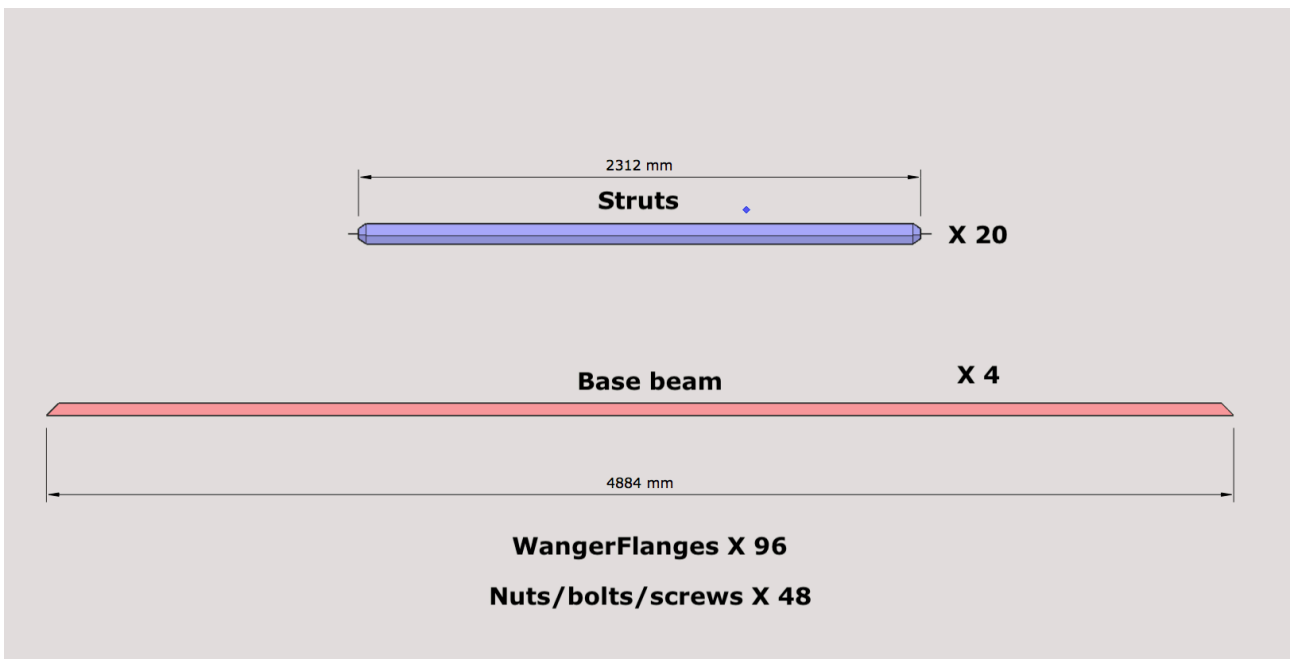 2312 mm
Struts
X 20
Base beam
X 4
4884 mm
WangerFlanges X 96
Nuts/bolts/screws X 48